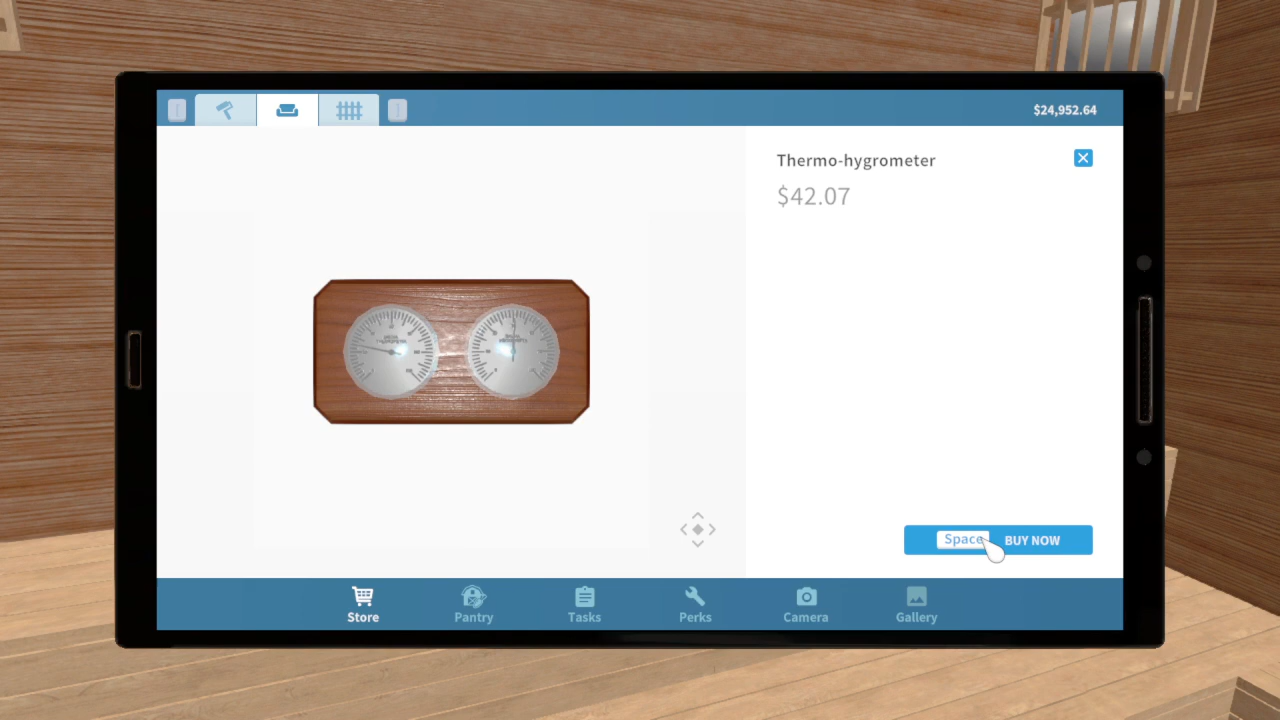 $24,952.64
Thermo-hygrometer
$42.07
Space BUY NOW
Store
Pantry
Tasks
Perks
Camera
Gallery